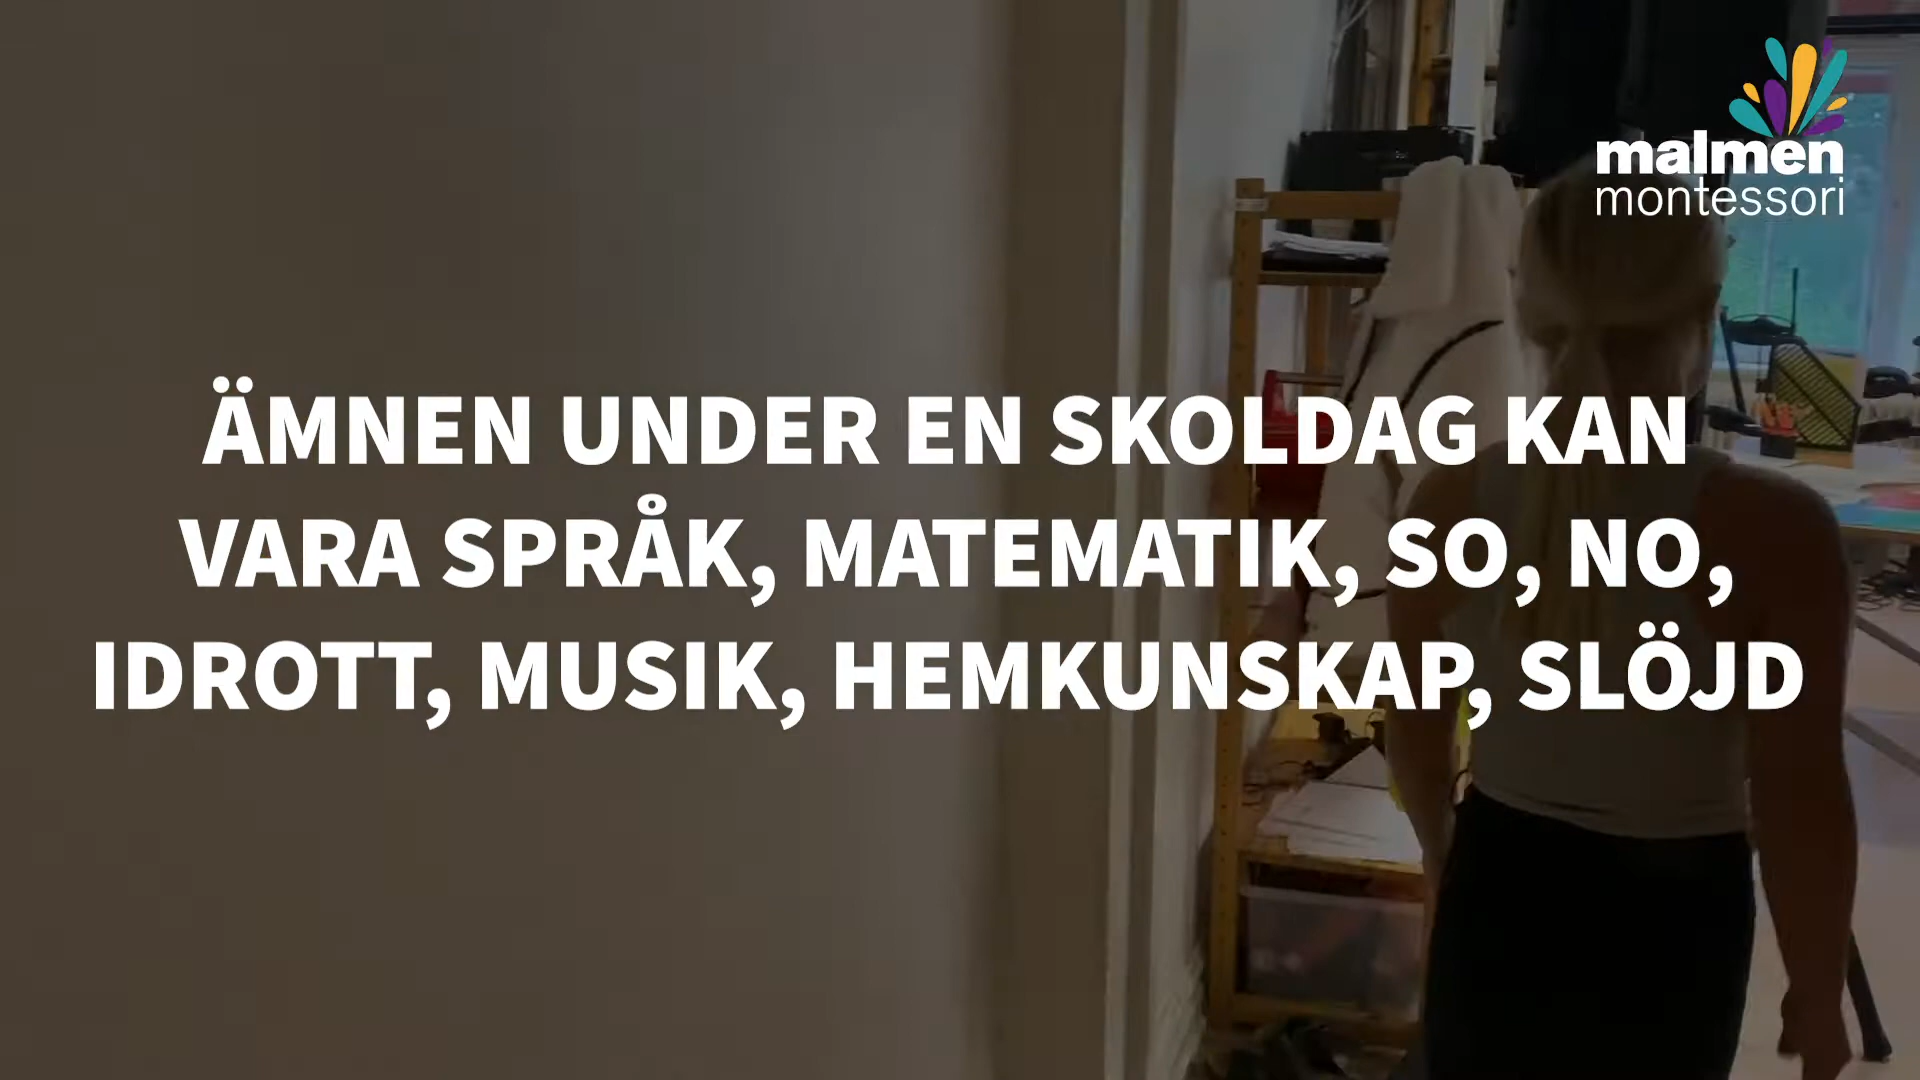 malmen
montessori
ÄMNEN UNDER EN SKOLDAG KAN
VARA SPRÅK, MATEMATIK, SO, NO,
IDROTT, MUSIK, HEMKUNSKAP, SLÖJD